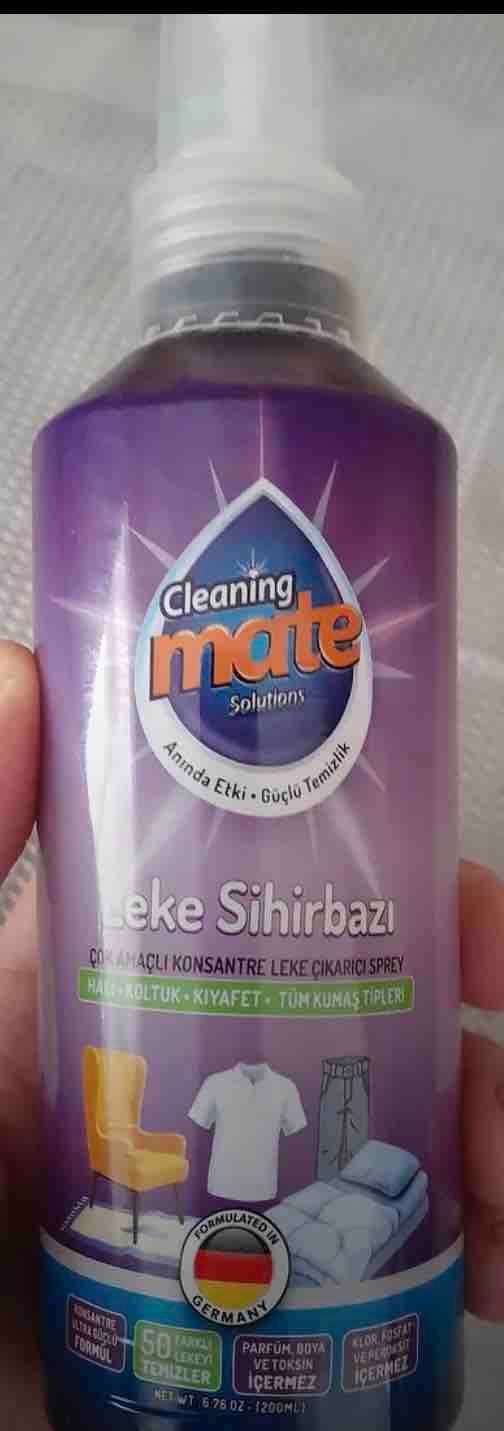 Cleaning
mate
Solutions
Anında Etki • Güçlü Temizlik
Leke Sihirbazı
ÇOK AMAÇLI KONSANTRE LEKE ÇIKARICI SPREY
HALI • KOLTUK • KIYAFET • TÜM KUMAŞ TİPLERİ
FORMULATED IN
GERMANY
KONSANTRE
ULTRA GÜÇLÜ
FORMÜL
50 FARKLI
LEKEYİ
TEMİZLER
PARFÜM, BOYA
VE TOKSİN
İÇERMEZ
KLOR, FOSFAT
VE PEROKSİT
İÇERMEZ
NET WT 6.76 OZ - (200ML)